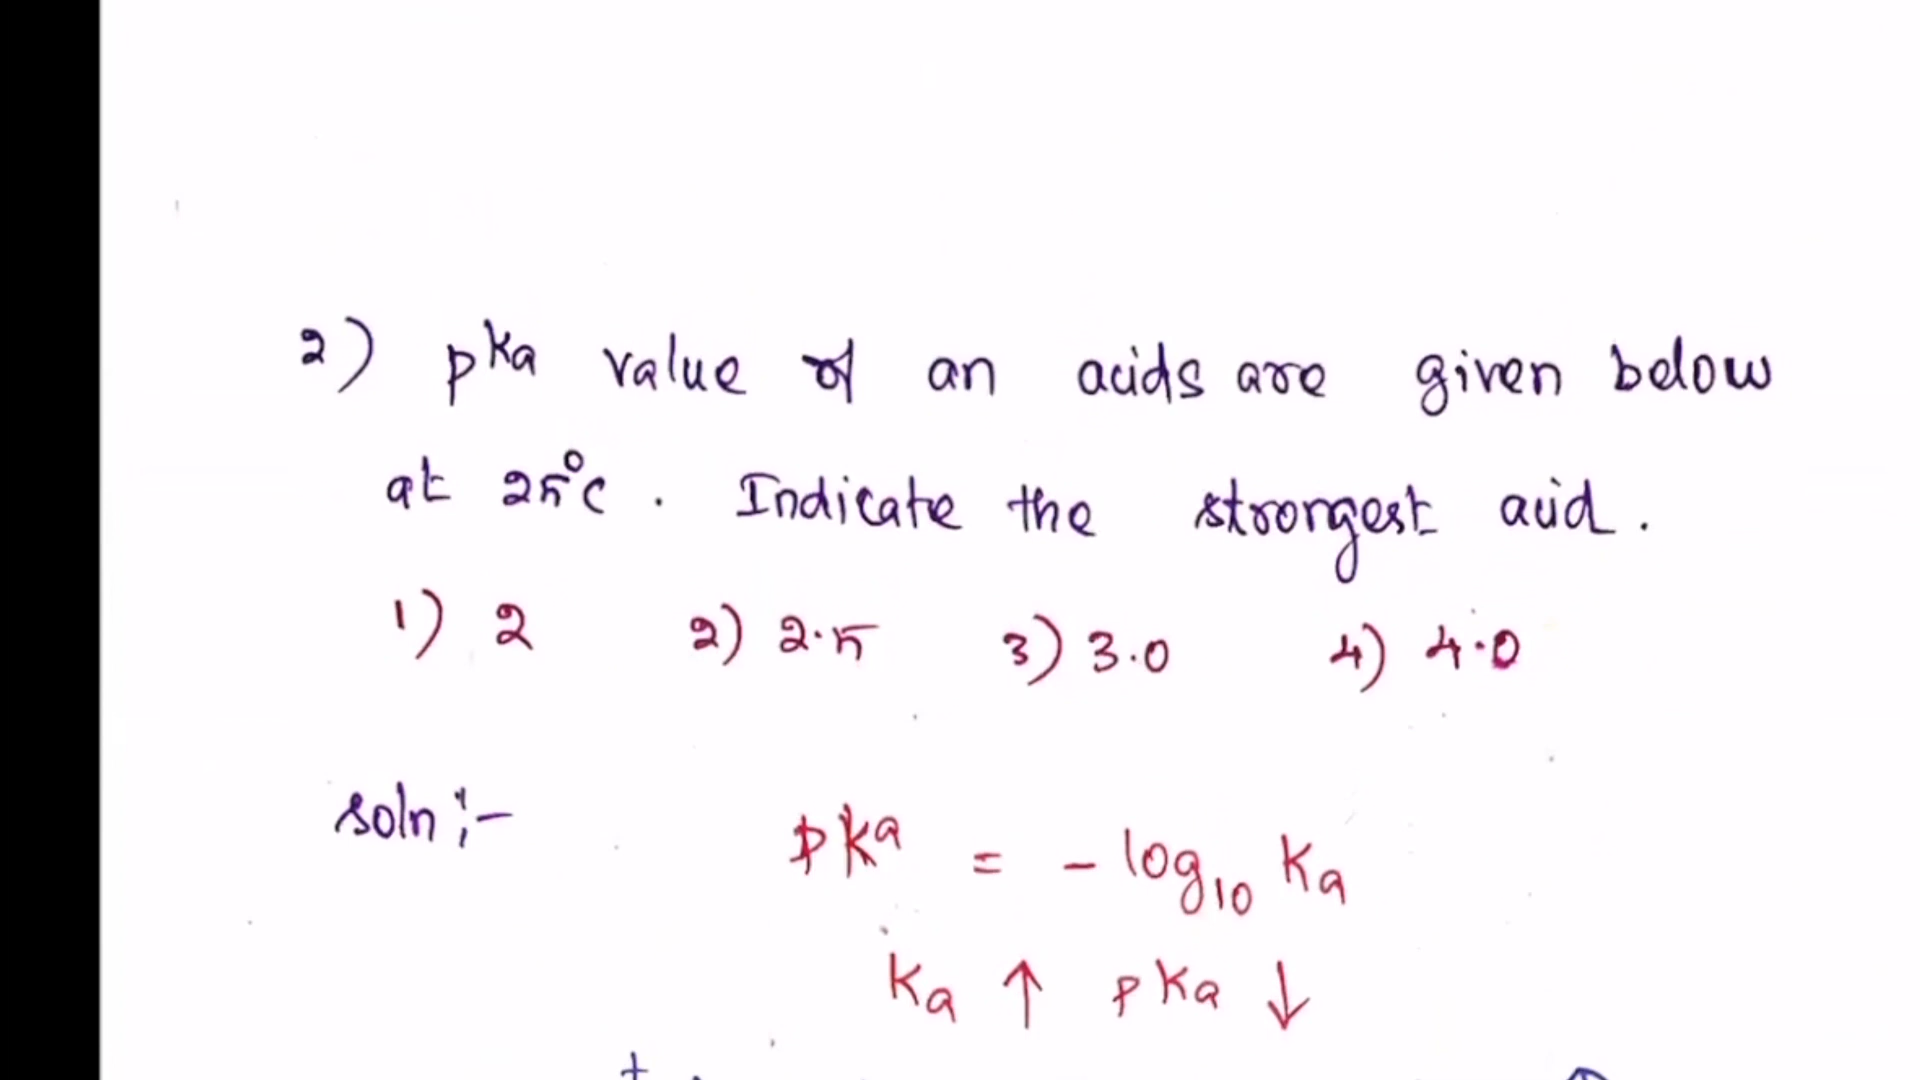 2) pKa value of an acids are given below
at 25°C. Indicate the strongest acid.
1) 2 2) 2.5 3) 3.0 4) 4.0
soln :-
pKa = - log10 Ka
Ka ↑ pKa ↓